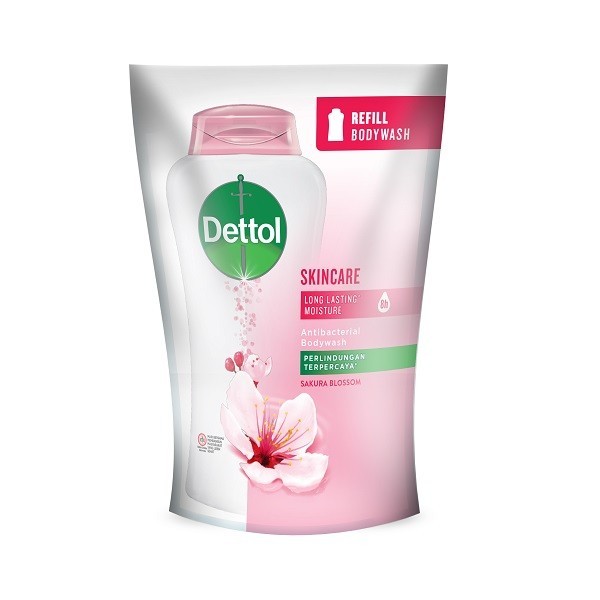 REFILL
BODYWASH
Dettol
SKINCARE
LONG LASTING*
MOISTURE
8h
Antibacterial
Bodywash
PERLINDUNGAN
TERPERCAYA*
SAKURA BLOSSOM